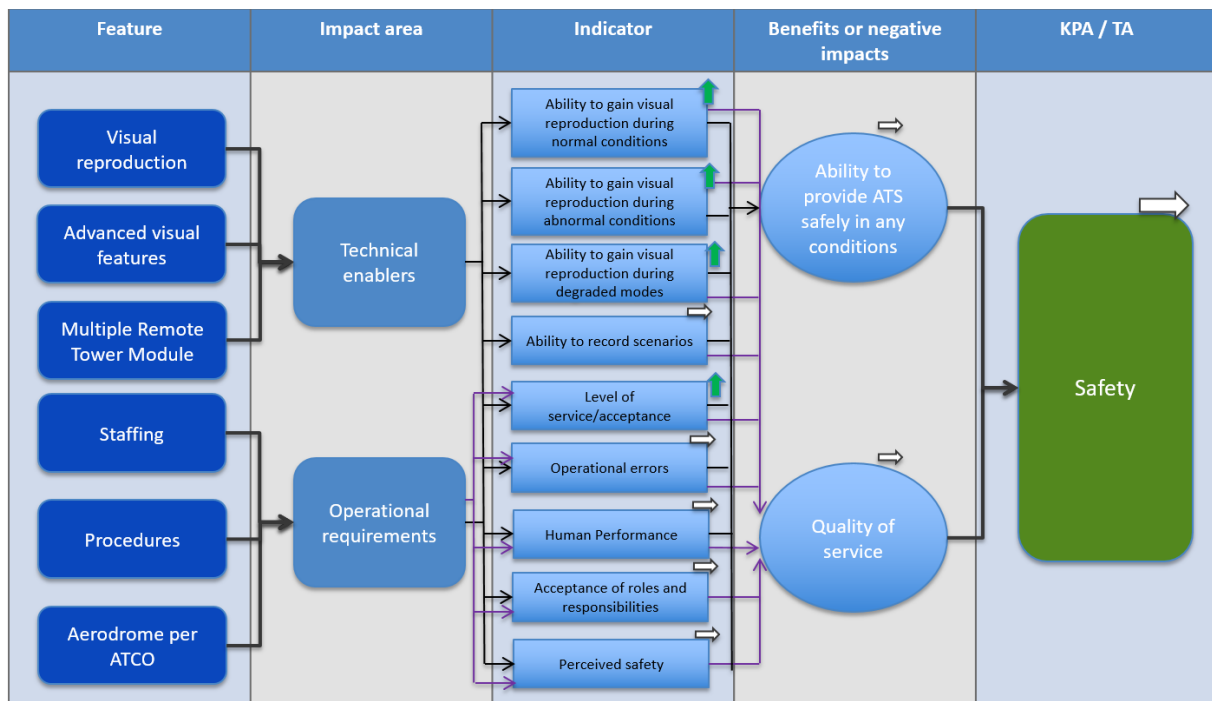 Feature
Impact area
Indicator
Benefits or negative
impacts
KPA / TA
Visual
reproduction
Advanced visual
features
Multiple Remote
Tower Module
Staffing
Procedures
Aerodrome per
ATCO
Technical
enablers
Operational
requirements
Ability to gain visual
reproduction during
normal conditions
Ability to gain visual
reproduction during
abnormal conditions
Ability to gain visual
reproduction during
degraded modes
Ability to record scenarios
Level of
service/acceptance
Operational errors
Human Performance
Acceptance of roles and
responsibilities
Perceived safety
Ability to
provide ATS
safely in any
conditions
Quality of
service
Safety